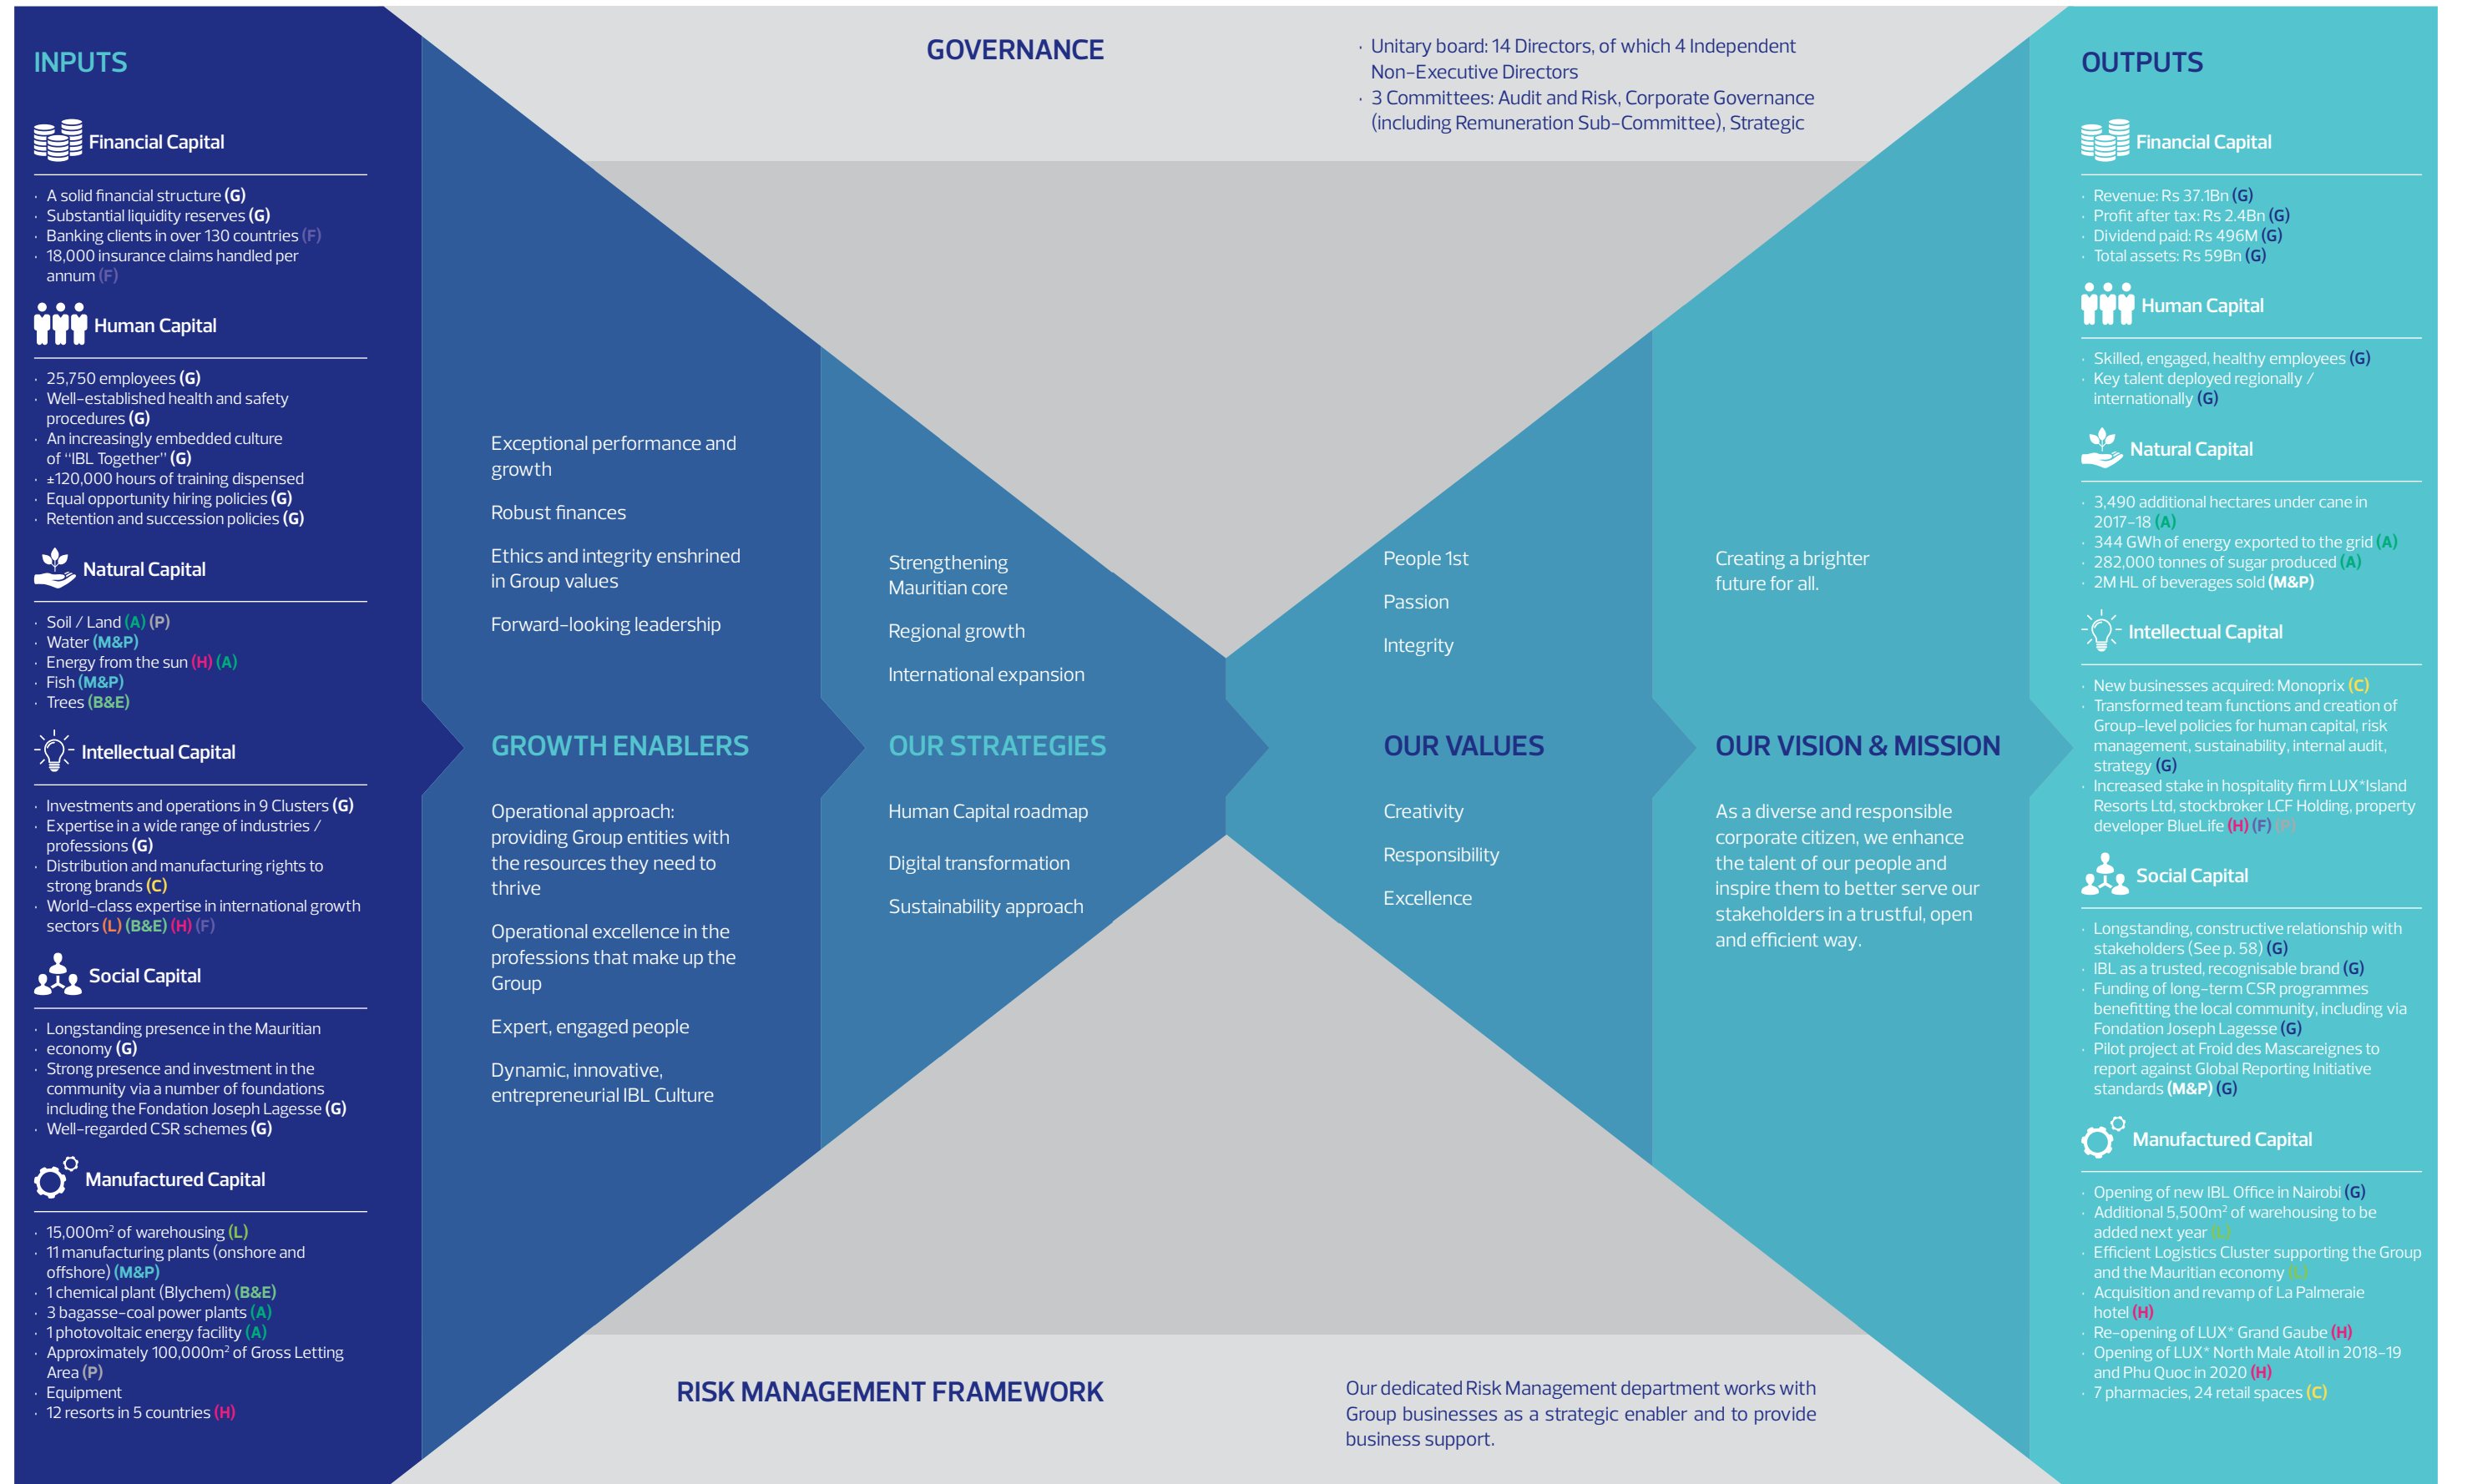 INPUTS
Financial Capital
· A solid financial structure (G)
· Substantial liquidity reserves (G)
· Banking clients in over 130 countries (F)
· 18,000 insurance claims handled per
annum (F)
Human Capital
· 25,750 employees (G)
· Well-established health and safety
procedures (G)
· An increasingly embedded culture
of “IBL Together” (G)
· ±120,000 hours of training dispensed
· Equal opportunity hiring policies (G)
· Retention and succession policies (G)
Natural Capital
· Soil / Land (A) (P)
· Water (M&P)
· Energy from the sun (H) (A)
· Fish (M&P)
· Trees (B&E)
Intellectual Capital
· Investments and operations in 9 Clusters (G)
· Expertise in a wide range of industries /
professions (G)
· Distribution and manufacturing rights to
strong brands (C)
· World-class expertise in international growth
sectors (L) (B&E) (H) (F)
Social Capital
· Longstanding presence in the Mauritian
· economy (G)
· Strong presence and investment in the
community via a number of foundations
including the Fondation Joseph Lagesse (G)
· Well-regarded CSR schemes (G)
Manufactured Capital
· 15,000m² of warehousing (L)
· 11 manufacturing plants (onshore and
offshore) (M&P)
· 1 chemical plant (Blychem) (B&E)
· 3 bagasse-coal power plants (A)
· 1 photovoltaic energy facility (A)
· Approximately 100,000m² of Gross Letting
Area (P)
· Equipment
· 12 resorts in 5 countries (H)
GOVERNANCE
· Unitary board: 14 Directors, of which 4 Independent
Non-Executive Directors
· 3 Committees: Audit and Risk, Corporate Governance
(including Remuneration Sub-Committee), Strategic
Exceptional performance and
growth
Robust finances
Ethics and integrity enshrined
in Group values
Forward-looking leadership
GROWTH ENABLERS
Operational approach:
providing Group entities with
the resources they need to
thrive
Operational excellence in the
professions that make up the
Group
Expert, engaged people
Dynamic, innovative,
entrepreneurial IBL Culture
Strengthening
Mauritian core
Regional growth
International expansion
OUR STRATEGIES
Human Capital roadmap
Digital transformation
Sustainability approach
People 1st
Passion
Integrity
OUR VALUES
Creativity
Responsibility
Excellence
Creating a brighter
future for all.
OUR VISION & MISSION
As a diverse and responsible
corporate citizen, we enhance
the talent of our people and
inspire them to better serve our
stakeholders in a trustful, open
and efficient way.
RISK MANAGEMENT FRAMEWORK
Our dedicated Risk Management department works with
Group businesses as a strategic enabler and to provide
business support.
OUTPUTS
Financial Capital
· Revenue: Rs 37.1Bn (G)
· Profit after tax: Rs 2.4Bn (G)
· Dividend paid: Rs 496M (G)
· Total assets: Rs 59Bn (G)
Human Capital
· Skilled, engaged, healthy employees (G)
· Key talent deployed regionally /
internationally (G)
Natural Capital
· 3,490 additional hectares under cane in
2017-18 (A)
· 344 GWh of energy exported to the grid (A)
· 282,000 tonnes of sugar produced (A)
· 2M HL of beverages sold (M&P)
Intellectual Capital
· New businesses acquired: Monoprix (C)
· Transformed team functions and creation of
Group-level policies for human capital, risk
management, sustainability, internal audit,
strategy (G)
· Increased stake in hospitality firm LUX*Island
Resorts Ltd, stockbroker LCF Holding, property
developer BlueLife (H) (F) (P)
Social Capital
· Longstanding, constructive relationship with
stakeholders (See p. 58) (G)
· IBL as a trusted, recognisable brand (G)
· Funding of long-term CSR programmes
benefitting the local community, including via
Fondation Joseph Lagesse (G)
· Pilot project at Froid des Mascareignes to
report against Global Reporting Initiative
standards (M&P) (G)
Manufactured Capital
· Opening of new IBL Office in Nairobi (G)
· Additional 5,500m² of warehousing to be
added next year (L)
· Efficient Logistics Cluster supporting the Group
and the Mauritian economy (L)
· Acquisition and revamp of La Palmeraie
hotel (H)
· Re-opening of LUX* Grand Gaube (H)
· Opening of LUX* North Male Atoll in 2018-19
and Phu Quoc in 2020 (H)
· 7 pharmacies, 24 retail spaces (C)